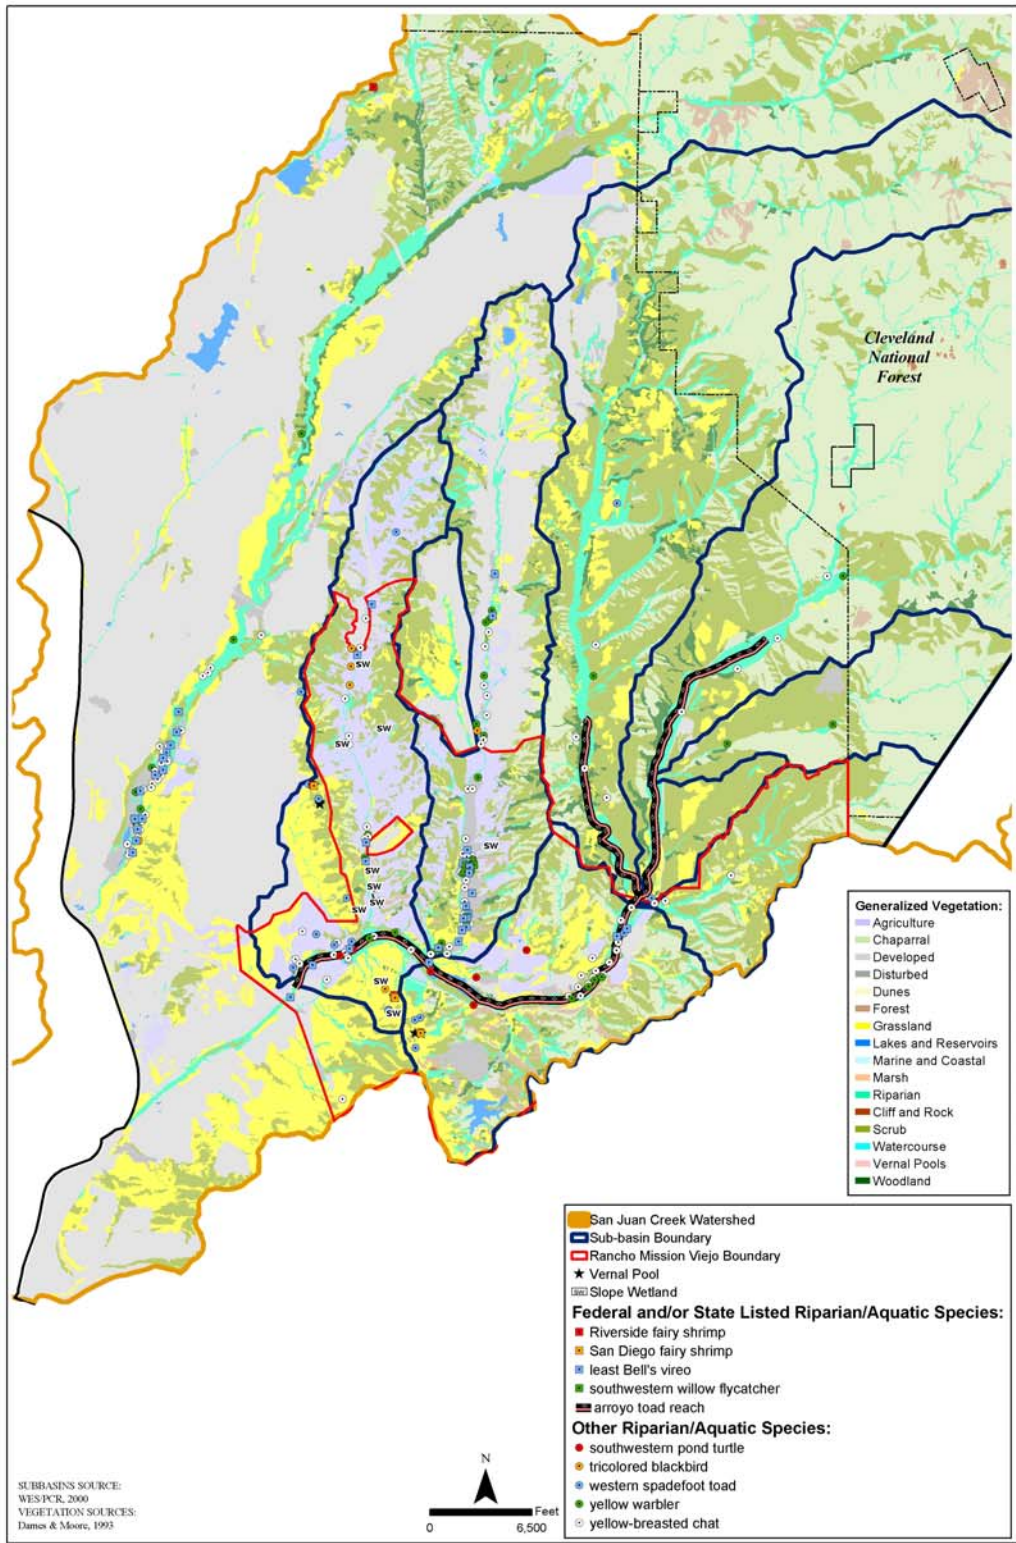 Cleveland
National
Forest
SW
SW
SW
SW
SW
SW
SW
SW
SW
Generalized Vegetation:
Agriculture
Chaparral
Developed
Disturbed
Dunes
Forest
Grassland
Lakes and Reservoirs
Marine and Coastal
Marsh
Riparian
Cliff and Rock
Scrub
Watercourse
Vernal Pools
Woodland
San Juan Creek Watershed
Sub-basin Boundary
Rancho Mission Viejo Boundary
Vernal Pool
SW Slope Wetland
Federal and/or State Listed Riparian/Aquatic Species:
Riverside fairy shrimp
San Diego fairy shrimp
least Bell's vireo
southwestern willow flycatcher
arroyo toad reach
Other Riparian/Aquatic Species:
southwestern pond turtle
tricolored blackbird
western spadefoot toad
yellow warbler
yellow-breasted chat
N
Feet
0 6,500
SUBBASINS SOURCE:
WES/PCR, 2000
VEGETATION SOURCES:
Dames & Moore, 1993